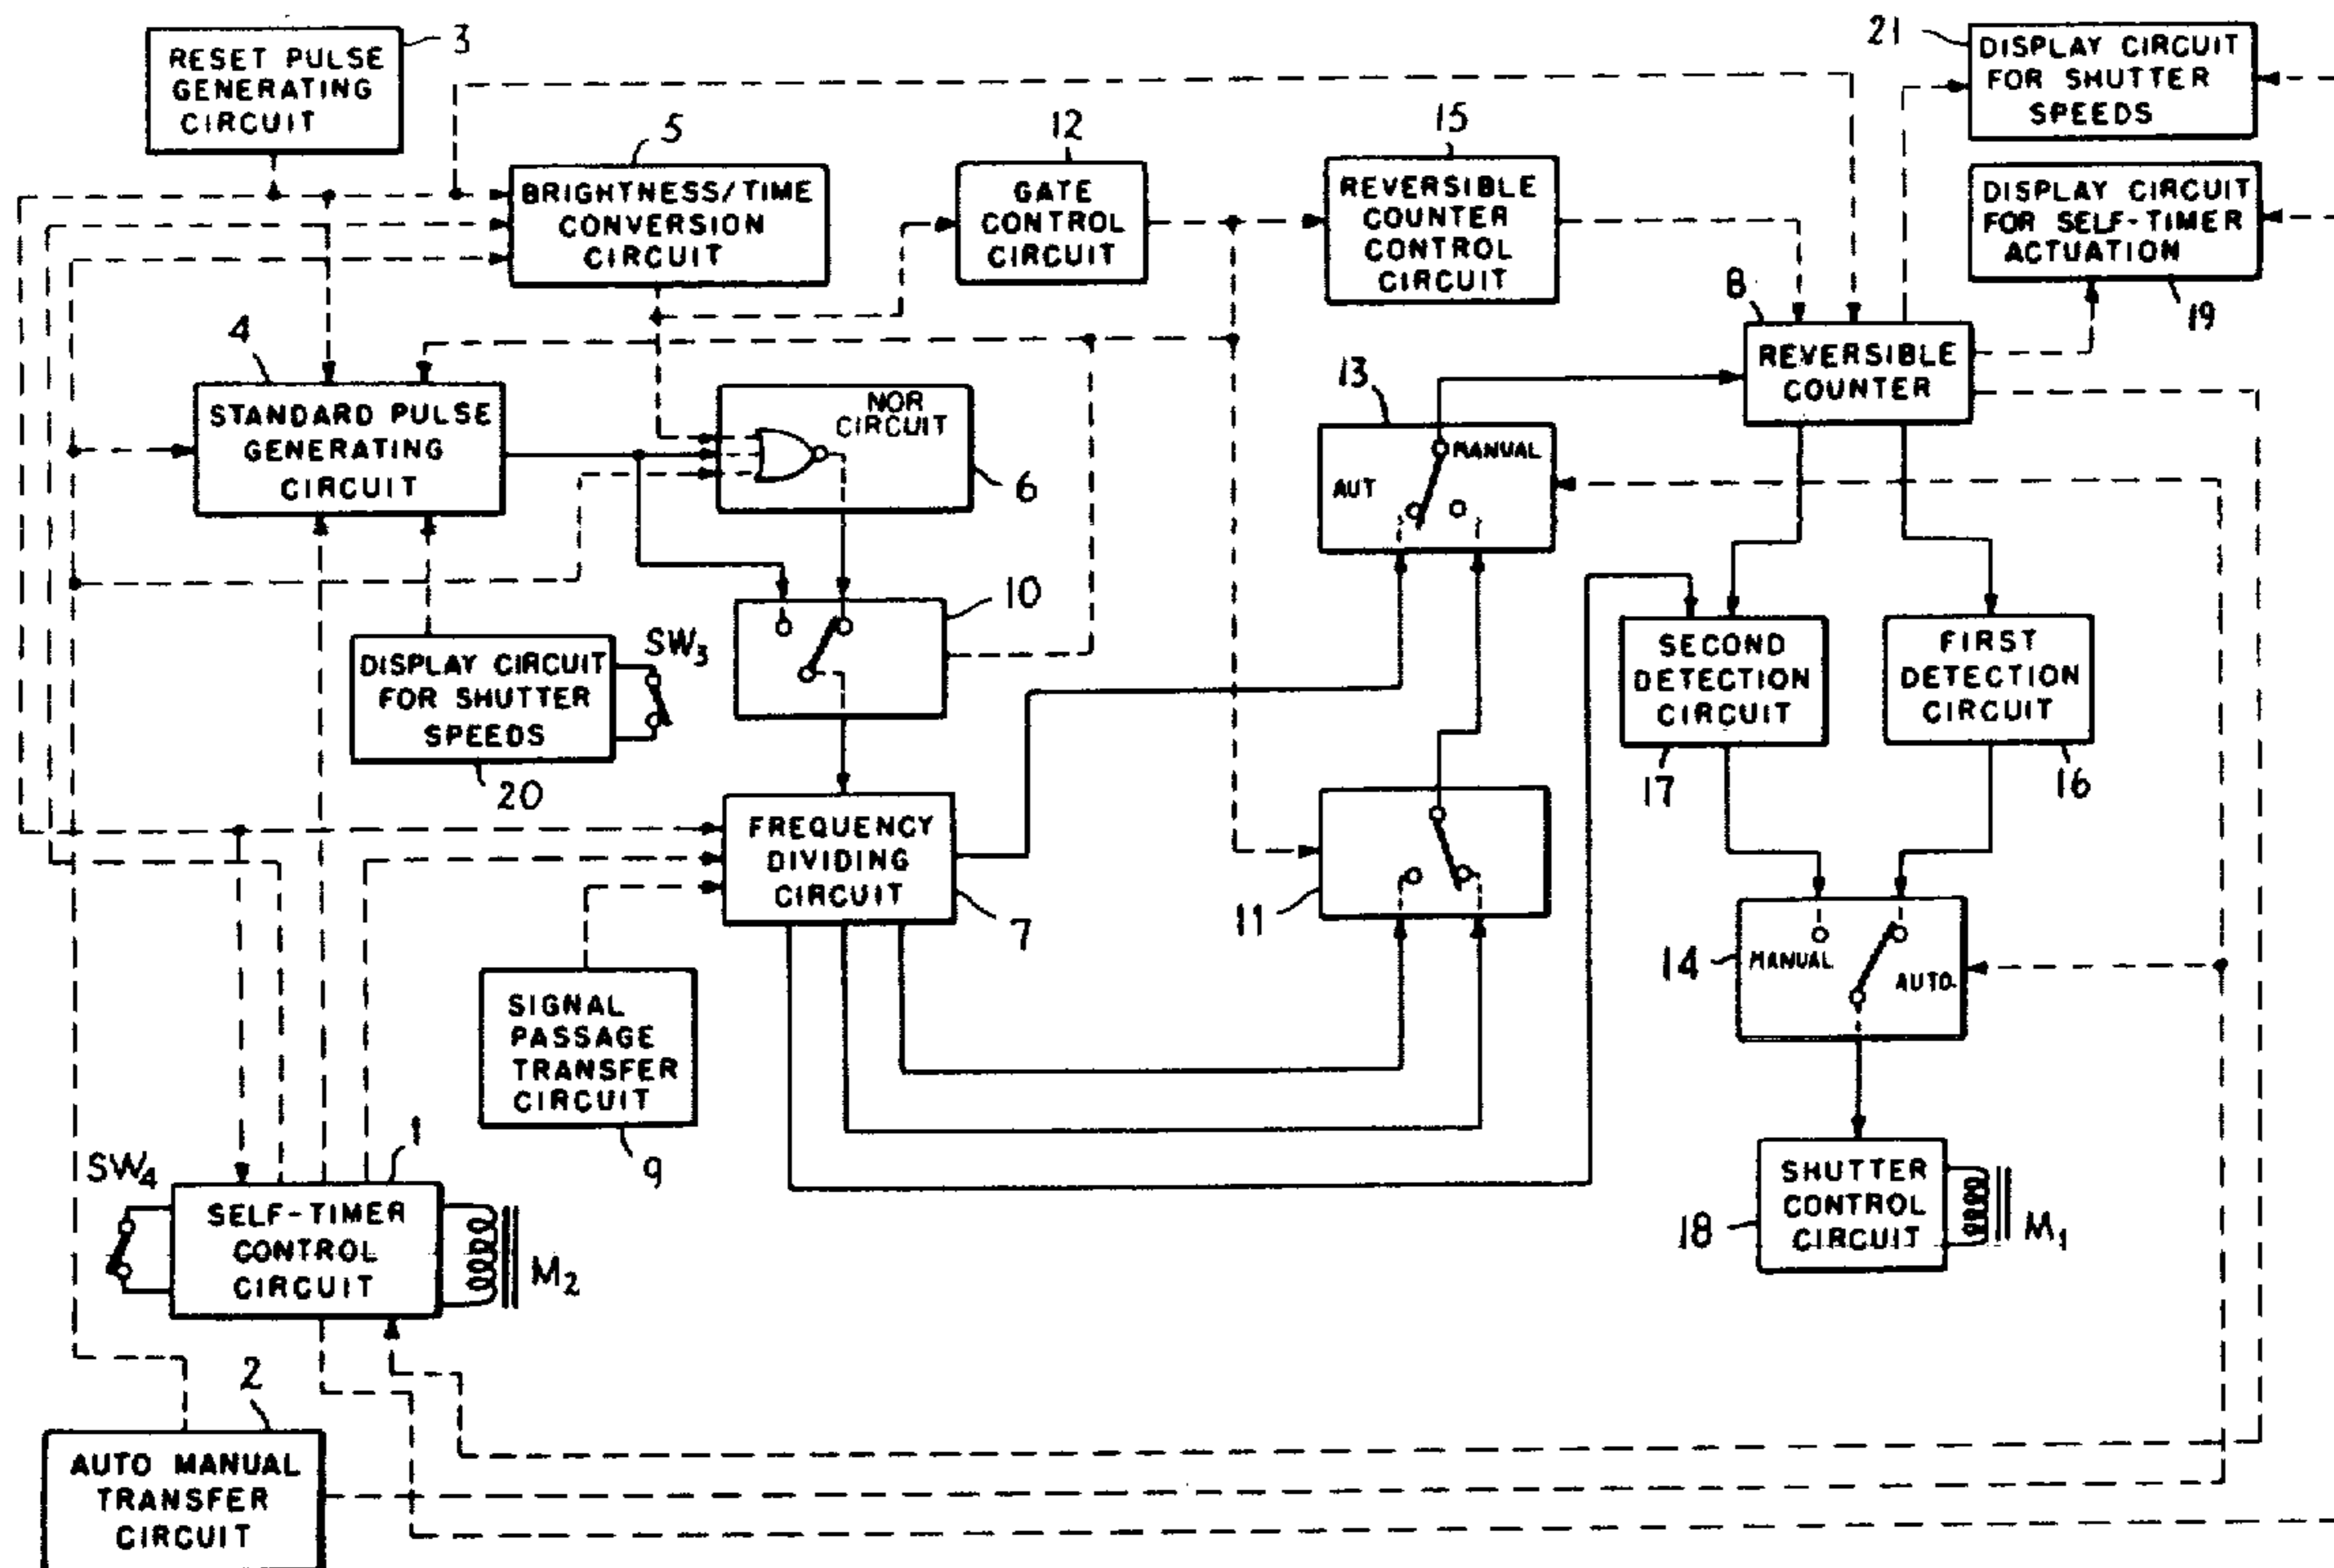 RESET PULSE
GENERATING
CIRCUIT
3
5
BRIGHTNESS/TIME
CONVERSION
CIRCUIT
12
GATE
CONTROL
CIRCUIT
15
REVERSIBLE
COUNTER
CONTROL
CIRCUIT
21
DISPLAY CIRCUIT
FOR SHUTTER
SPEEDS
DISPLAY CIRCUIT
FOR SELF-TIMER
ACTUATION
19
8
REVERSIBLE
COUNTER
4
STANDARD PULSE
GENERATING
CIRCUIT
NOR
CIRCUIT
6
13
MANUAL
AUT
10
SW3
DISPLAY CIRCUIT
FOR SHUTTER
SPEEDS
20
SECOND
DETECTION
CIRCUIT
17
FIRST
DETECTION
CIRCUIT
16
FREQUENCY
DIVIDING
CIRCUIT
7
11
14
MANUAL
AUTO.
SIGNAL
PASSAGE
TRANSFER
CIRCUIT
9
SW4
1
SELF-TIMER
CONTROL
CIRCUIT
M2
SHUTTER
CONTROL
CIRCUIT
18
M1
2
AUTO MANUAL
TRANSFER
CIRCUIT